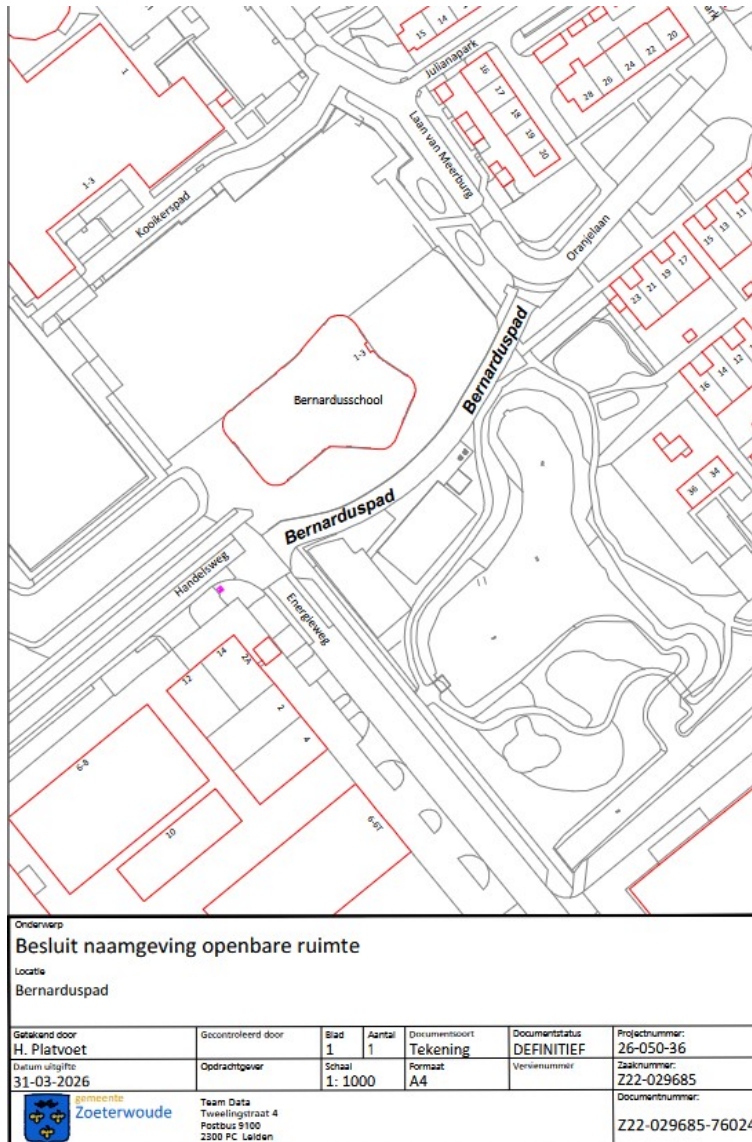 15
14
Julianapark
Park
28
26
24
22
20
16
17
18
19
20
Laan van Meerburg
1
1-3
Kooikerspad
Oranjelaan
15
13
11
23
21
19
17
16
14
12
Bernarduspad
1-3
Bernardusschool
36
34
Bernarduspad
Handelsweg
Energieweg
12
14
2A
2
4
6-8
10
6-6T
Onderwerp
Besluit naamgeving openbare ruimte
Locatie
Bernarduspad
Getekend door Gecontroleerd door Blad Aantal Documentsoort Documentstatus Projectnummer:
H. Platvoet 1 1 Tekening DEFINITIEF 26-050-36
Datum uitgifte Opdrachtgever Schaal Formaat Versienummer Zaaknummer:
31-03-2026 1: 1000 A4 Z22-029685
gemeente
Zoeterwoude
Team Data
Tweelingstraat 4
Postbus 9100
2300 PC Leiden
Documentnummer:
Z22-029685-76024